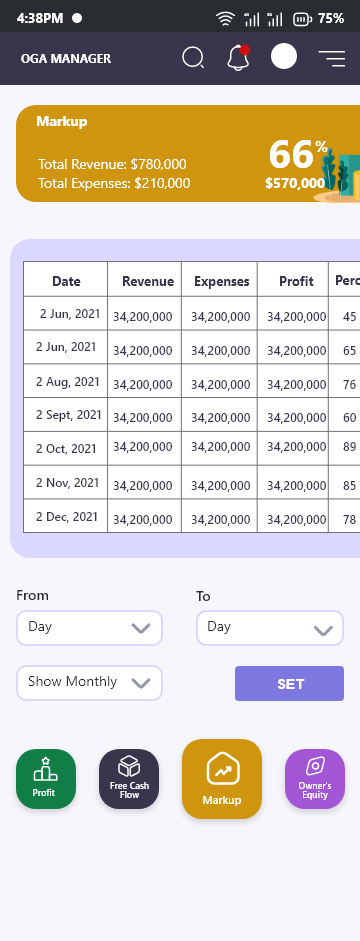 4:38PM 75%
OGA MANAGER
Markup
Total Revenue: $780,000
Total Expenses: $210,000
66%
$570,000
Date Revenue Expenses Profit Perc
2 Jun, 2021 34,200,000 34,200,000 34,200,000 45
2 Jun, 2021 34,200,000 34,200,000 34,200,000 65
2 Aug, 2021 34,200,000 34,200,000 34,200,000 76
2 Sept, 2021 34,200,000 34,200,000 34,200,000 60
2 Oct, 2021 34,200,000 34,200,000 34,200,000 89
2 Nov, 2021 34,200,000 34,200,000 34,200,000 85
2 Dec, 2021 34,200,000 34,200,000 34,200,000 78
From To
Day Day
Show Monthly SET
Profit
Free Cash
Flow
Markup
Owner's
Equity